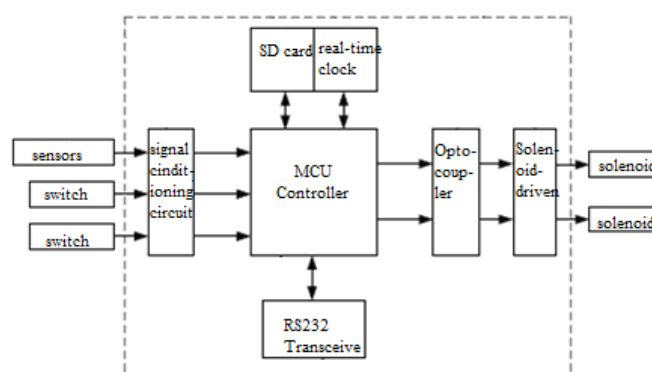 SD card
real-time
clock
sensors
switch
switch
signal
cindit-
ioning
circuit
MCU
Controller
Opto-
coup-
ler
Solen-
oid-
driven
solenoid
solenoid
RS232
Transceive